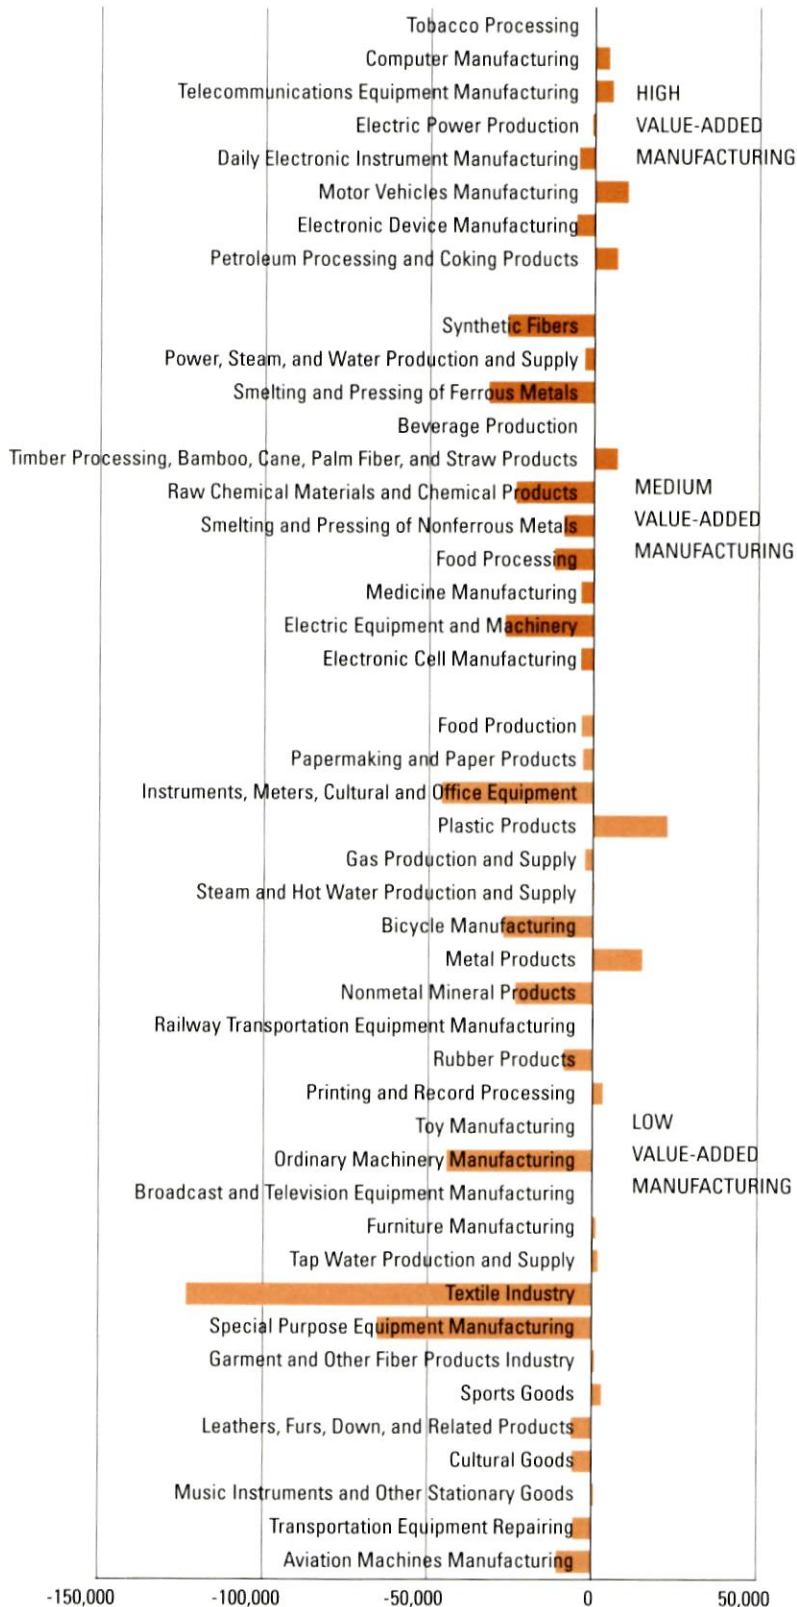 Tobacco Processing
Computer Manufacturing
Telecommunications Equipment Manufacturing
Electric Power Production
Daily Electronic Instrument Manufacturing
Motor Vehicles Manufacturing
Electronic Device Manufacturing
Petroleum Processing and Coking Products
HIGH
VALUE-ADDED
MANUFACTURING
Synthetic Fibers
Power, Steam, and Water Production and Supply
Smelting and Pressing of Ferrous Metals
Beverage Production
Timber Processing, Bamboo, Cane, Palm Fiber, and Straw Products
Raw Chemical Materials and Chemical Products
Smelting and Pressing of Nonferrous Metals
Food Processing
Medicine Manufacturing
Electric Equipment and Machinery
Electronic Cell Manufacturing
MEDIUM
VALUE-ADDED
MANUFACTURING
Food Production
Papermaking and Paper Products
Instruments, Meters, Cultural and Office Equipment
Plastic Products
Gas Production and Supply
Steam and Hot Water Production and Supply
Bicycle Manufacturing
Metal Products
Nonmetal Mineral Products
Railway Transportation Equipment Manufacturing
Rubber Products
Printing and Record Processing
Toy Manufacturing
Ordinary Machinery Manufacturing
Broadcast and Television Equipment Manufacturing
Furniture Manufacturing
Tap Water Production and Supply
Textile Industry
Special Purpose Equipment Manufacturing
Garment and Other Fiber Products Industry
Sports Goods
Leathers, Furs, Down, and Related Products
Cultural Goods
Music Instruments and Other Stationary Goods
Transportation Equipment Repairing
Aviation Machines Manufacturing
LOW
VALUE-ADDED
MANUFACTURING
-150,000 -100,000 -50,000 0 50,000